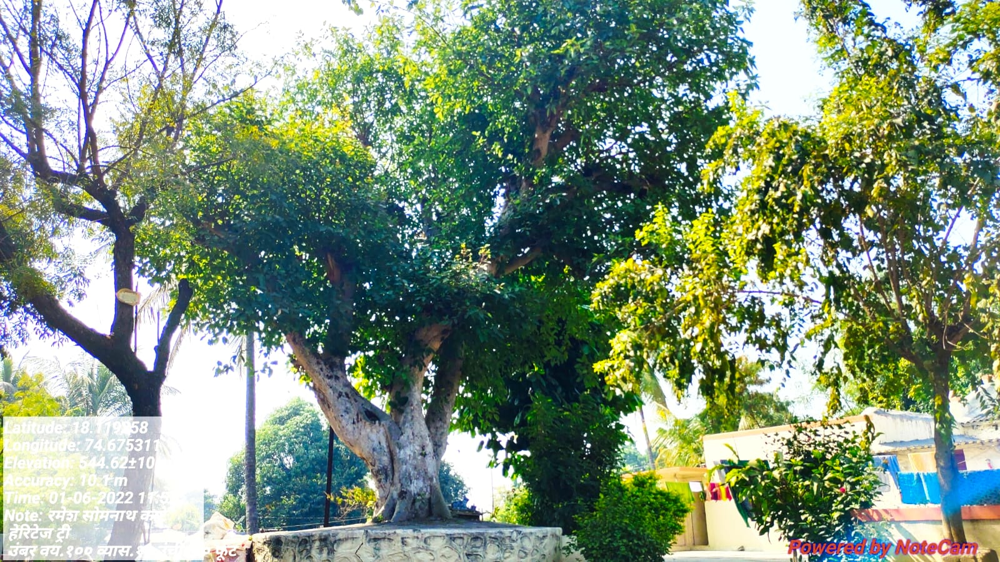 Latitude: 18.119258
Longitude: 74.675311
Elevation: 544.62±10
Accuracy: 10.1 m
Time: 01-06-2022
Note: रमेश सोमनाथ
हेरिटेज ट्री
उंबर वय.१०० व्यास. फूट
Powered by NoteCam